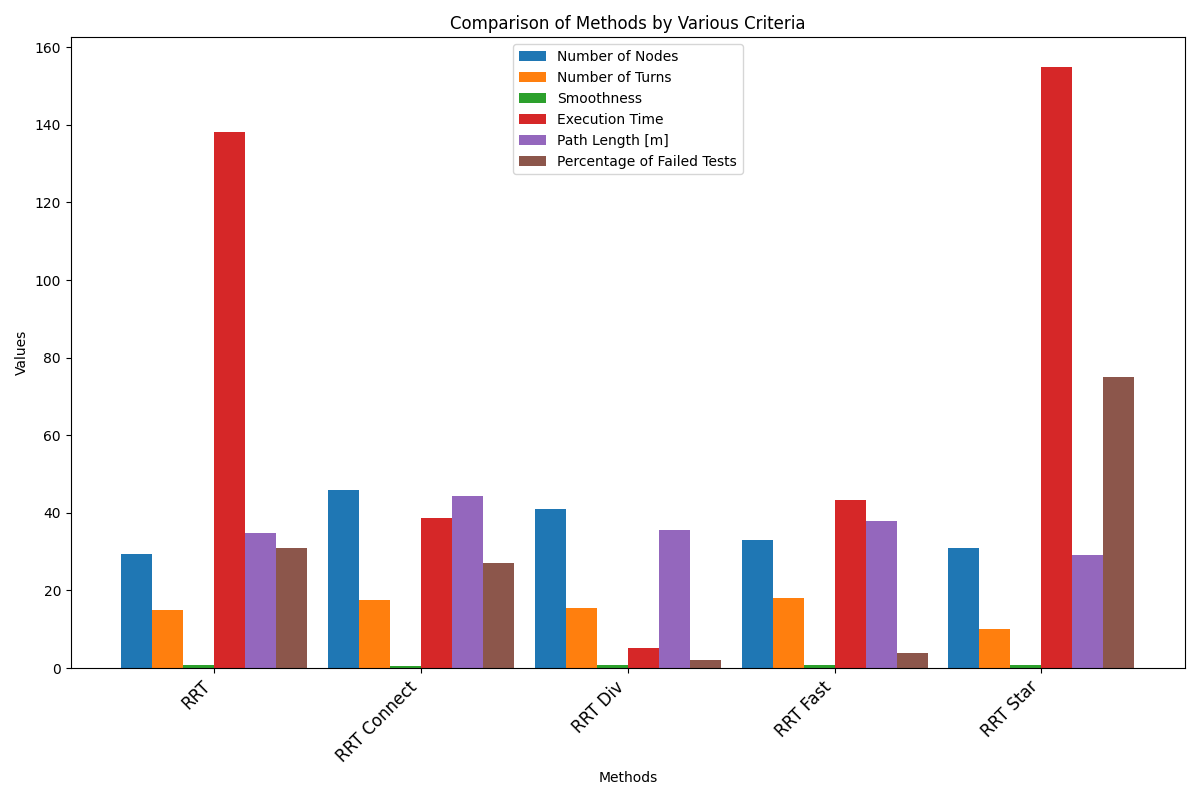 Comparison of Methods by Various Criteria
160
140
120
100
80
60
40
20
0
Values
Number of Nodes
Number of Turns
Smoothness
Execution Time
Path Length [m]
Percentage of Failed Tests
RRT
RRT Connect
RRT Div
RRT Fast
RRT Star
Methods